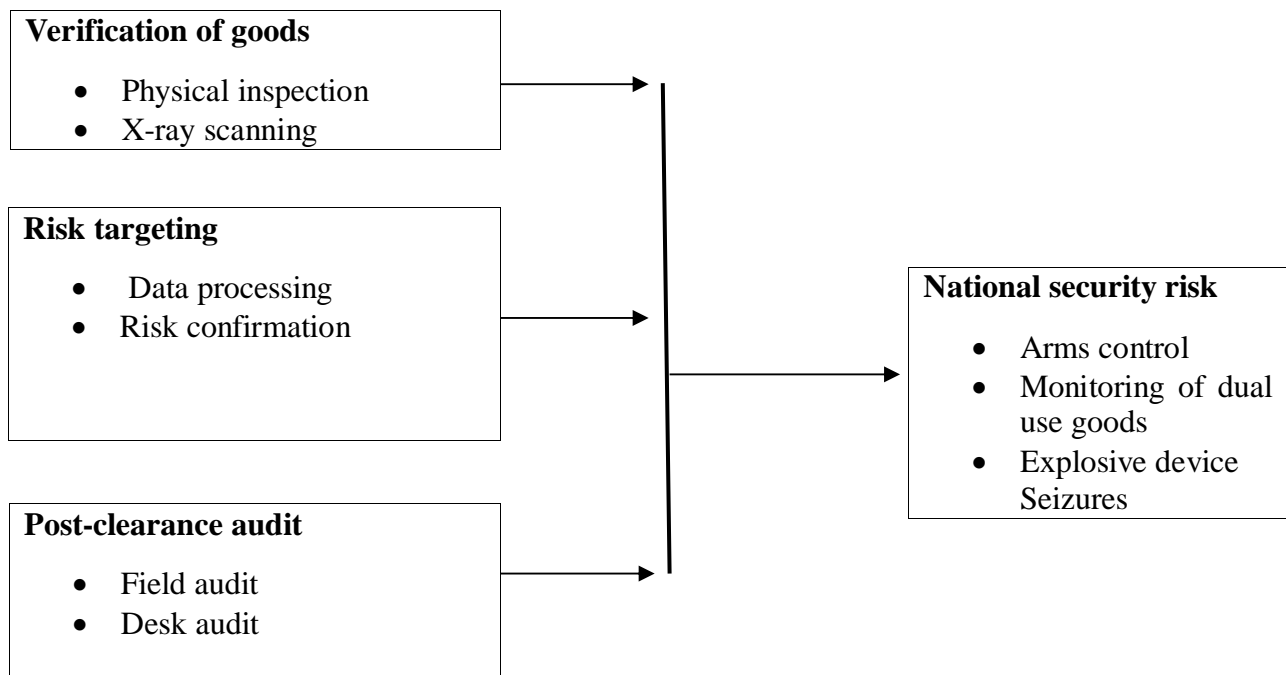 Verification of goods
• Physical inspection
• X-ray scanning
Risk targeting
• Data processing
• Risk confirmation
Post-clearance audit
• Field audit
• Desk audit
National security risk
• Arms control
• Monitoring of dual
use goods
• Explosive device
Seizures